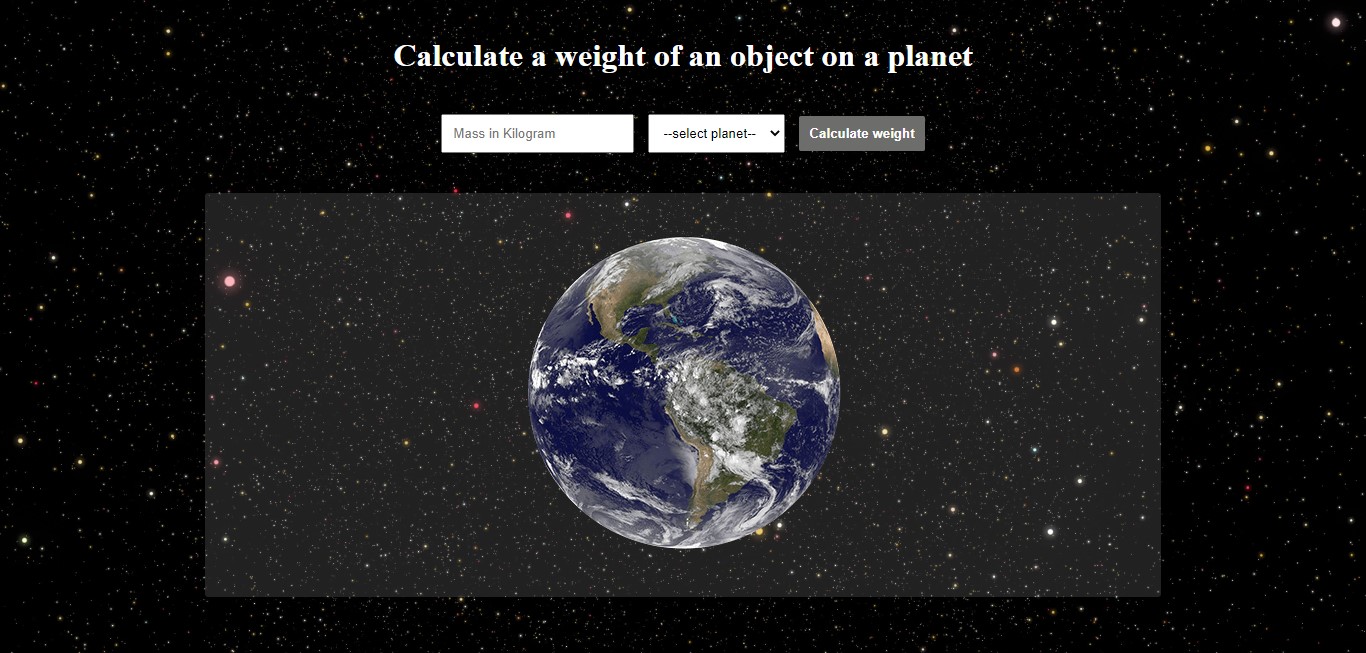 Calculate a weight of an object on a planet
Mass in Kilogram --select planet-- Calculate weight